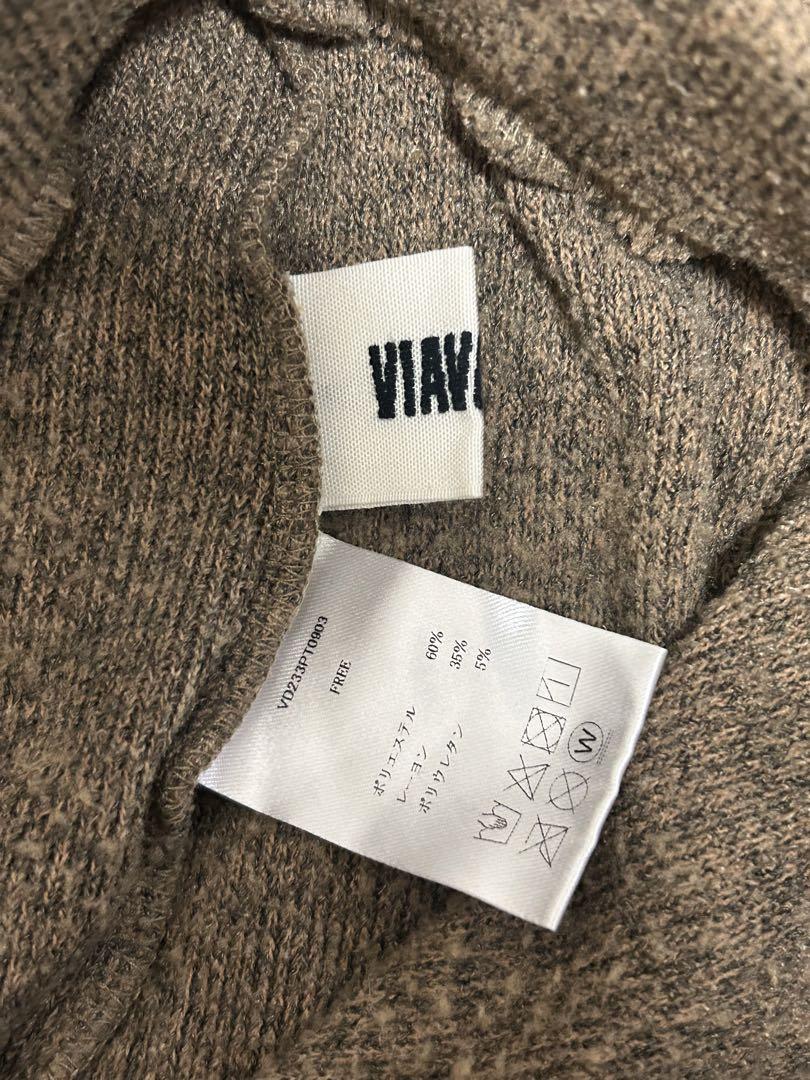 VIAV
VD233PT0903
FREE
ポリエステル 60%
レーヨン 35%
ポリウレタン 5%
W